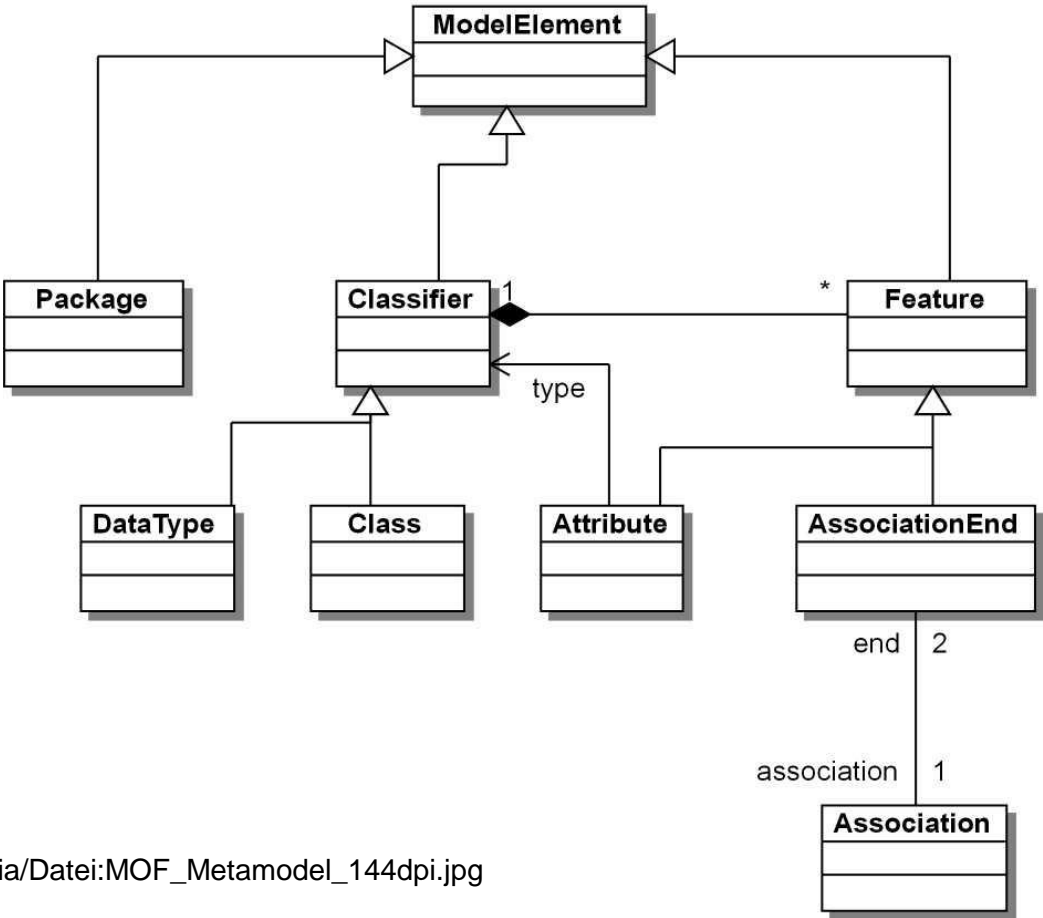 ModelElement
Package
Classifier
1
*
Feature
type
DataType
Class
Attribute
AssociationEnd
end 2
association 1
Association
ia/Datei:MOF_Metamodel_144dpi.jpg